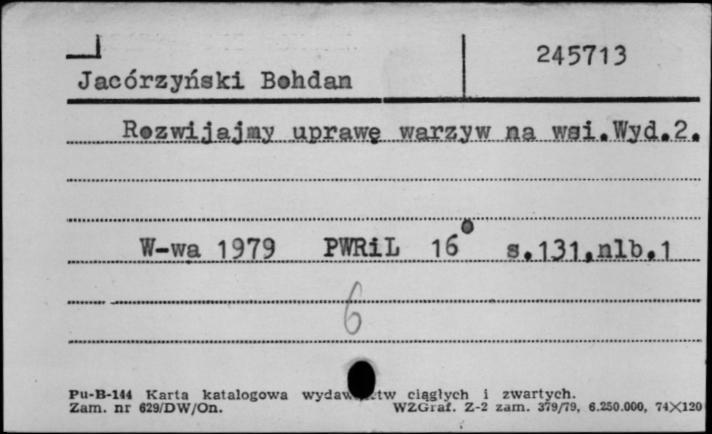 245713
Jacórzyński Bohdan
Rozwijajmy uprawę warzyw na wsi.Wyd.2.
W-wa 1979 PWRiL 16° s.131,nlb.1
6
Pu-B-144 Karta katalogowa wydawnictw ciągłych i zwartych.
Zam. nr 629/DW/On. WZGraf. Z-2 zam. 379/79, 6.250.000, 74×120